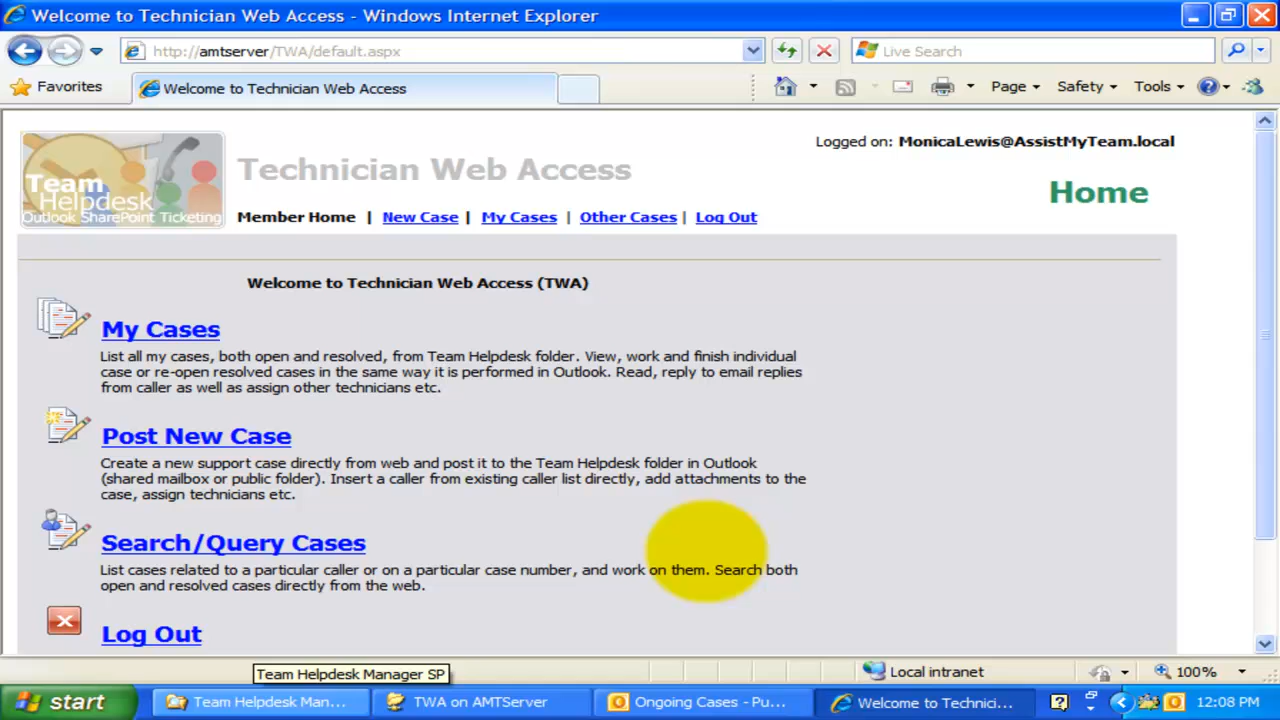 Welcome to Technician Web Access - Windows Internet Explorer
http://amtserver/TWA/default.aspx
Live Search
Favorites
Welcome to Technician Web Access
Page
Safety
Tools
Logged on: MonicaLewis@AssistMyTeam.local
Team
Helpdesk
Outlook SharePoint Ticketing
Technician Web Access
Home
Member Home | New Case | My Cases | Other Cases | Log Out
Welcome to Technician Web Access (TWA)
My Cases
List all my cases, both open and resolved, from Team Helpdesk folder. View, work and finish individual
case or re-open resolved cases in the same way it is performed in Outlook. Read, reply to email replies
from caller as well as assign other technicians etc.
Post New Case
Create a new support case directly from web and post it to the Team Helpdesk folder in Outlook
(shared mailbox or public folder). Insert a caller from existing caller list directly, add attachments to the
case, assign technicians etc.
Search/Query Cases
List cases related to a particular caller or on a particular case number, and work on them. Search both
open and resolved cases directly from the web.
Log Out
Team Helpdesk Manager SP
Local intranet
100%
start
Team Helpdesk Man...
TWA on AMTServer
Ongoing Cases - Pu...
Welcome to Technici...
12:08 PM